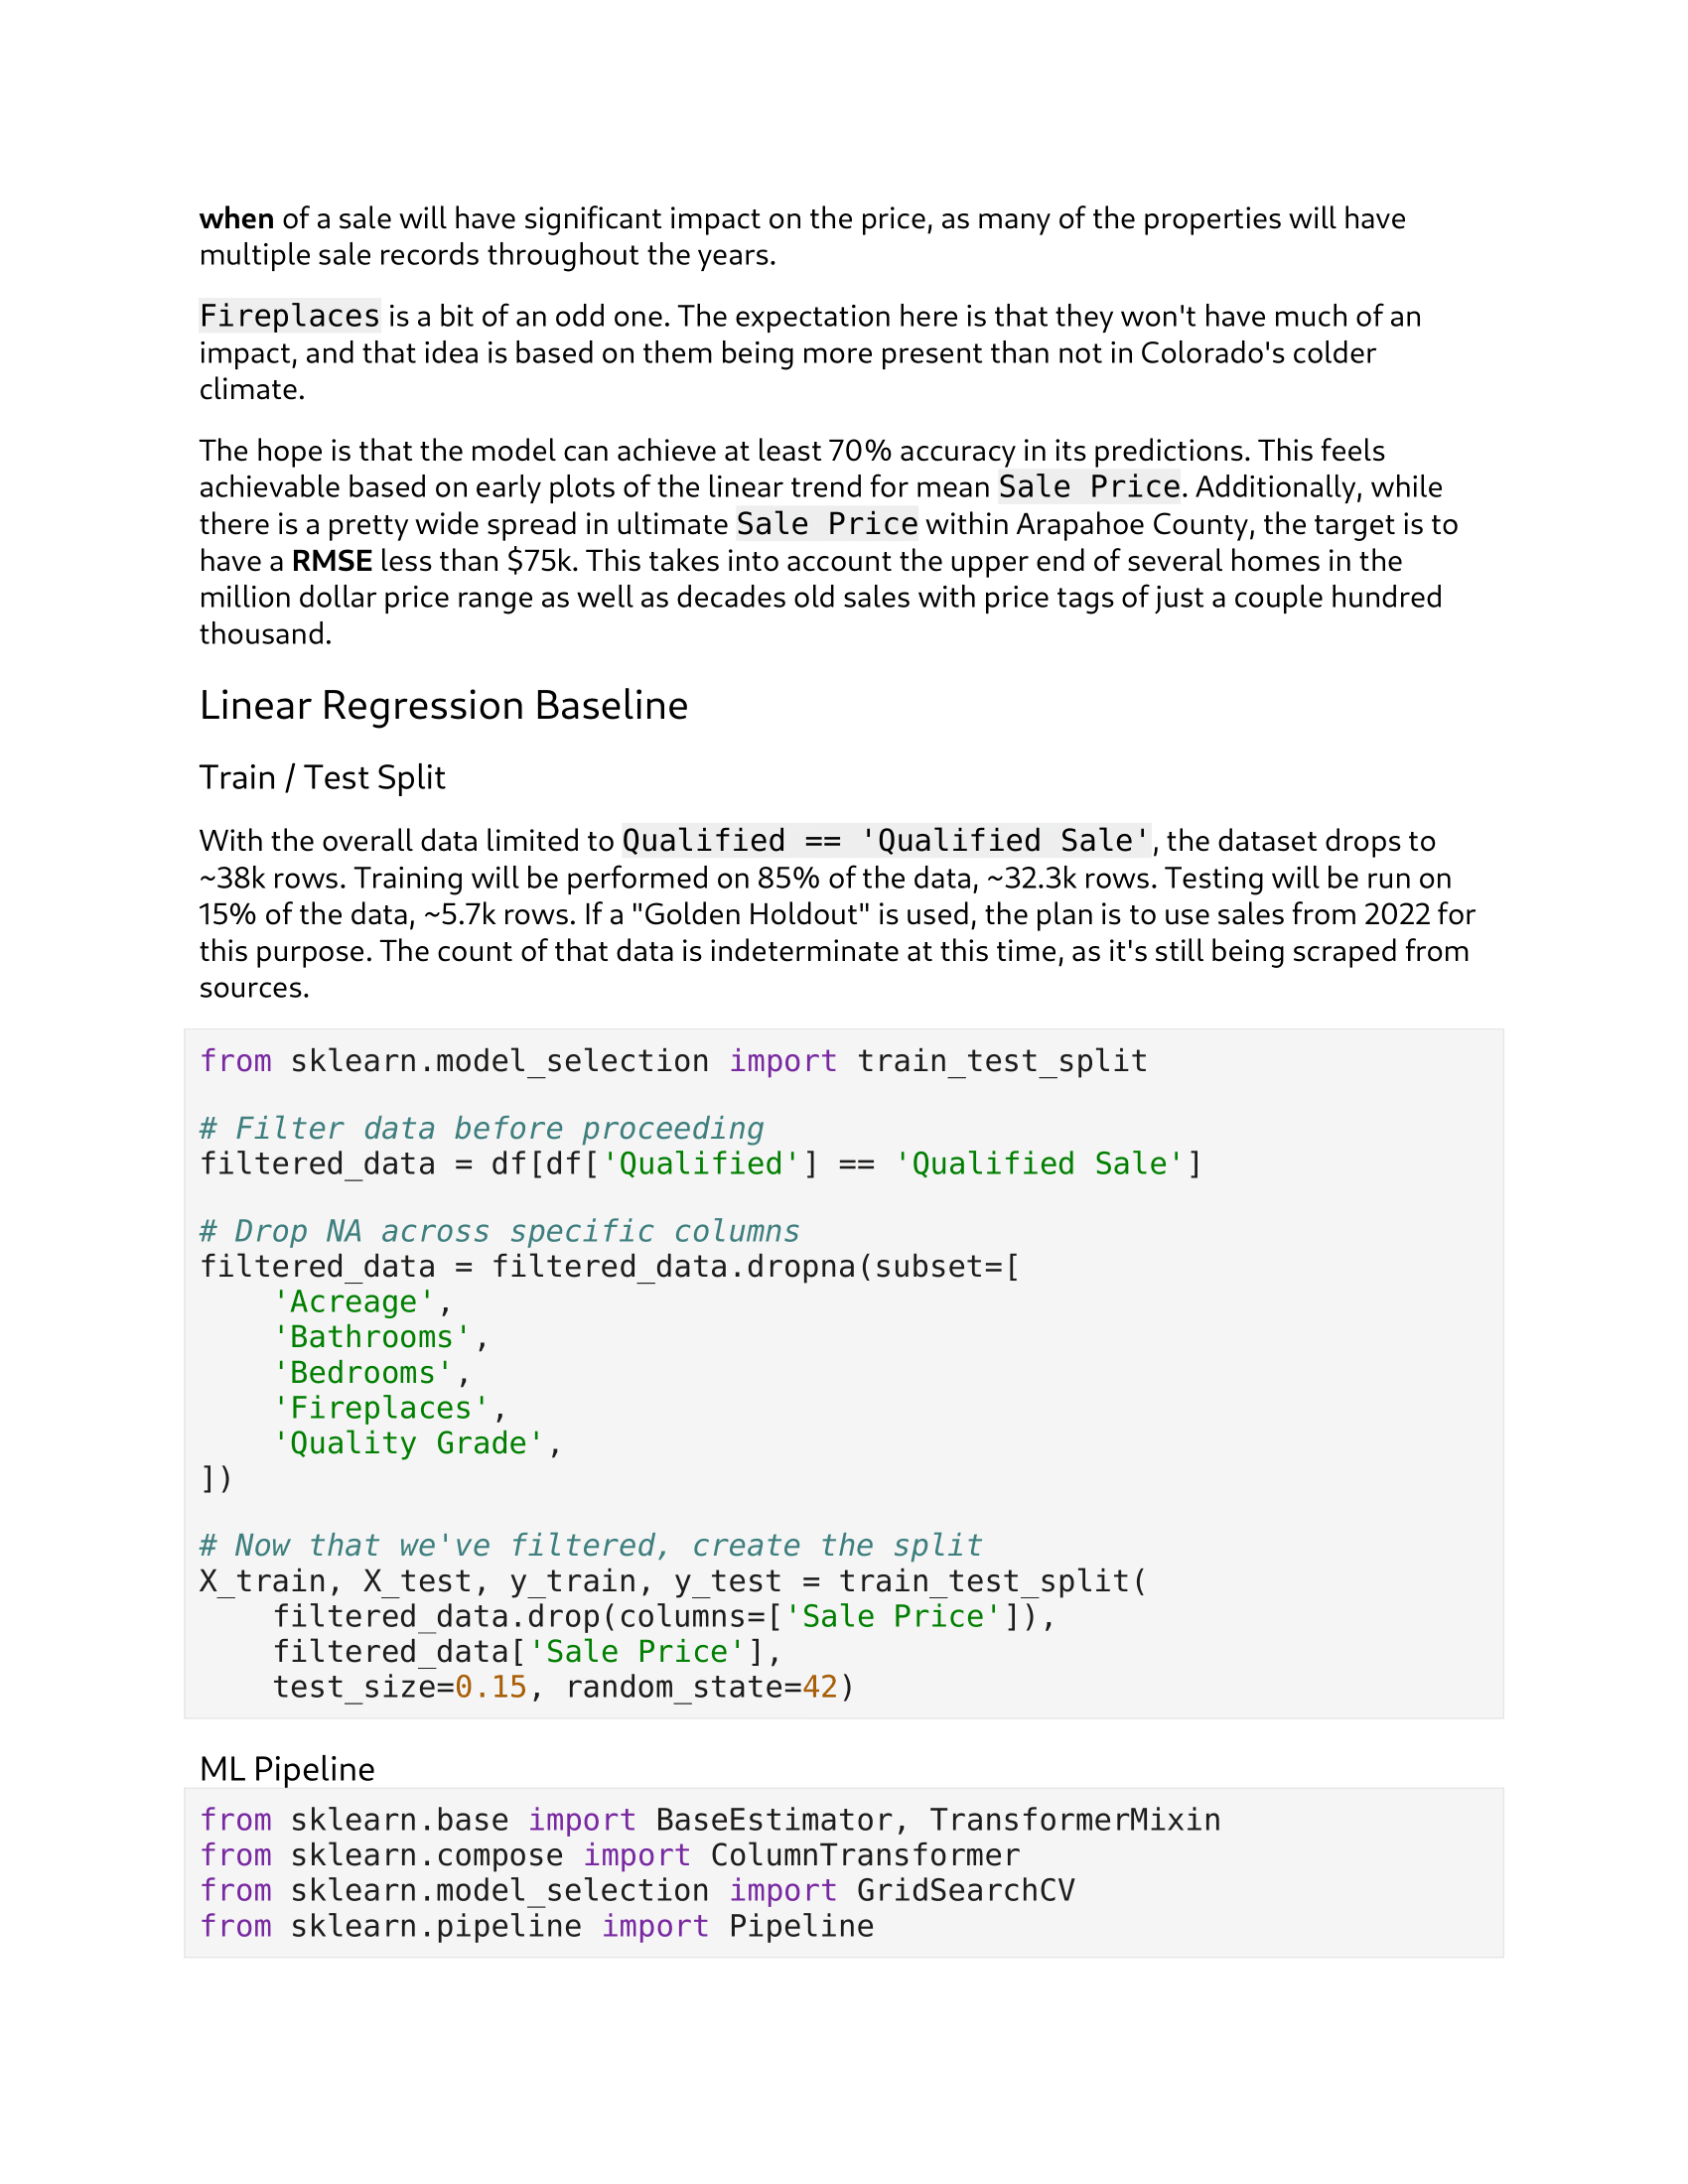 when of a sale will have significant impact on the price, as many of the properties will have
multiple sale records throughout the years.
Fireplaces is a bit of an odd one. The expectation here is that they won't have much of an
impact, and that idea is based on them being more present than not in Colorado's colder
climate.
The hope is that the model can achieve at least 70% accuracy in its predictions. This feels
achievable based on early plots of the linear trend for mean Sale Price. Additionally, while
there is a pretty wide spread in ultimate Sale Price within Arapahoe County, the target is to
have a RMSE less than $75k. This takes into account the upper end of several homes in the
million dollar price range as well as decades old sales with price tags of just a couple hundred
thousand.
Linear Regression Baseline
Train / Test Split
With the overall data limited to Qualified == 'Qualified Sale', the dataset drops to
~38k rows. Training will be performed on 85% of the data, ~32.3k rows. Testing will be run on
15% of the data, ~5.7k rows. If a "Golden Holdout" is used, the plan is to use sales from 2022 for
this purpose. The count of that data is indeterminate at this time, as it's still being scraped from
sources.
from sklearn.model_selection import train_test_split
# Filter data before proceeding
filtered_data = df[df['Qualified'] == 'Qualified Sale']
# Drop NA across specific columns
filtered_data = filtered_data.dropna(subset=[
    'Acreage',
    'Bathrooms',
    'Bedrooms',
    'Fireplaces',
    'Quality Grade',
])
# Now that we've filtered, create the split
X_train, X_test, y_train, y_test = train_test_split(
    filtered_data.drop(columns=['Sale Price']),
    filtered_data['Sale Price'],
    test_size=0.15, random_state=42)
ML Pipeline
from sklearn.base import BaseEstimator, TransformerMixin
from sklearn.compose import ColumnTransformer
from sklearn.model_selection import GridSearchCV
from sklearn.pipeline import Pipeline